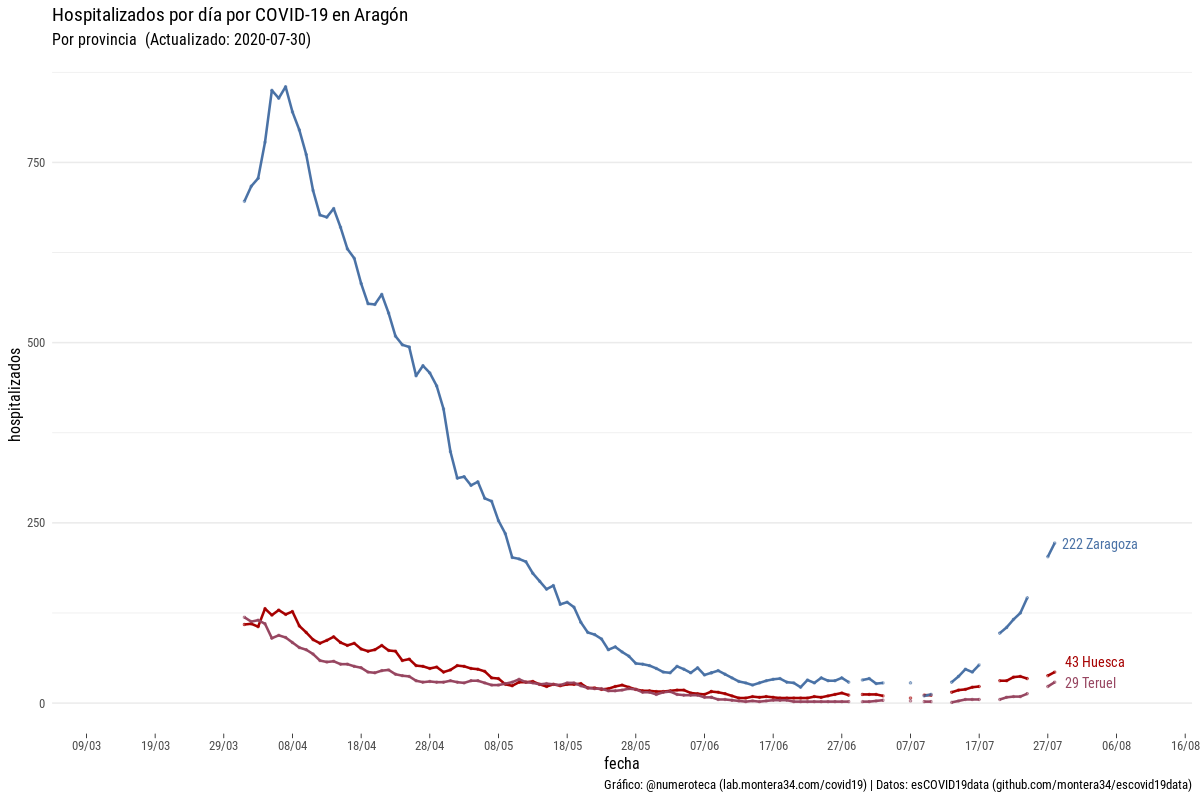 Hospitalizados por día por COVID-19 en Aragón
Por provincia  (Actualizado: 2020-07-30)
hospitalizados
750
500
250
0
222 Zaragoza
43 Huesca
29 Teruel
09/03 19/03 29/03 08/04 18/04 28/04 08/05 18/05 28/05 07/06 17/06 27/06 07/07 17/07 27/07 06/08 16/08
fecha
Gráfico: @numeroteca (lab.montera34.com/covid19) | Datos: esCOVID19data (github.com/montera34/escovid19data)